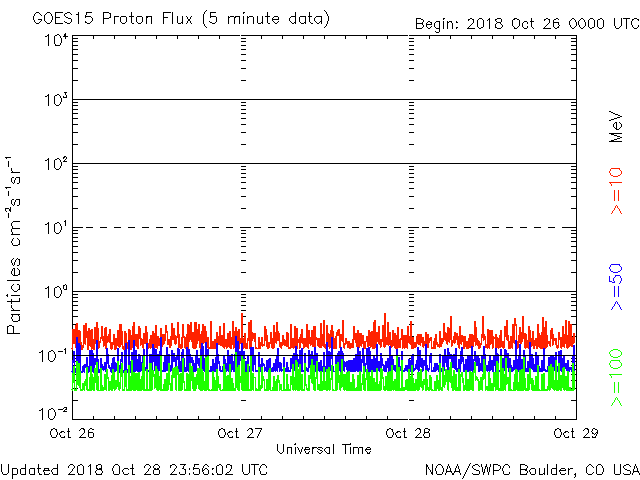 GOES15 Proton Flux (5 minute data)
Begin: 2018 Oct 26 0000 UTC
10⁴
10³
10²
10¹
10⁰
10⁻¹
10⁻²
Particles cm⁻²s⁻¹sr⁻¹
MeV
>=10
>=50
>=100
Oct 26
Oct 27
Oct 28
Oct 29
Universal Time
Updated 2018 Oct 28 23:56:02 UTC
NOAA/SWPC Boulder, CO USA